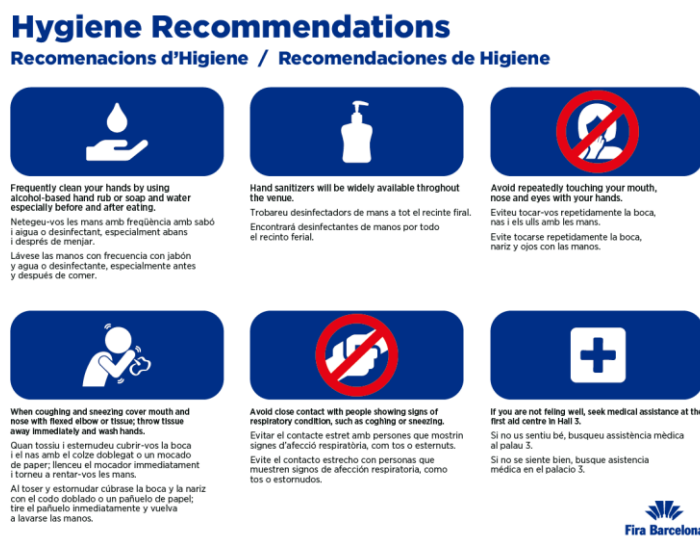 Hygiene Recommendations
Recomenacions d'Higiene / Recomendaciones de Higiene
Frequently clean your hands by using
alcohol-based hand rub or soap and water
especially before and after eating.
Netegeu-vos les mans amb freqüència amb sabó
i aigua o desinfectant, especialment abans
i després de menjar.
Lávese las manos con frecuencia con jabón
y agua o desinfectante, especialmente antes
y después de comer.
Hand sanitizers will be widely available throghout
the venue.
Trobareu desinfectadors de mans a tot el recinte firal.
Encontrará desinfectantes de manos por todo
el recinto ferial.
Avoid repeatedly touching your mouth,
nose and eyes with your hands.
Eviteu tocar-vos repetidament la boca,
nas i els ulls amb les mans.
Evite tocarse repetidamente la boca,
nariz y ojos con las manos.
When coughing and sneezing cover mouth and
nose with flexed elbow or tissue; throw tissue
away immediately and wash hands.
Quan tossiu i esternudeu cubrir-vos la boca
i el nas amb el colze doblegat o un mocado
de paper; llenceu el mocador immediatament
i torneu a rentar-vos les mans.
Al toser y estornudar cúbrase la boca y la nariz
con el codo doblado o un pañuelo de papel;
tire el pañuelo inmediatamente y vuelva
a lavarse las manos.
Avoid close contact with people showing signs of
respiratory condition, such as coghing or sneezing.
Evitar el contacte estret amb persones que mostrin
signes d'afecció respiratòria, com tos o esternuts.
Evite el contacto estrecho con personas que
muestren signos de afección respiratoria, como
tos o estornudos.
If you are not feling well, seek medical assistance at the
first aid centre in Hall 3.
Si no us sentiu bé, busqueu assistència mèdica
al palau 3.
Si no se siente bien, busque asistencia
médica en el palacio 3.
Fira Barcelona